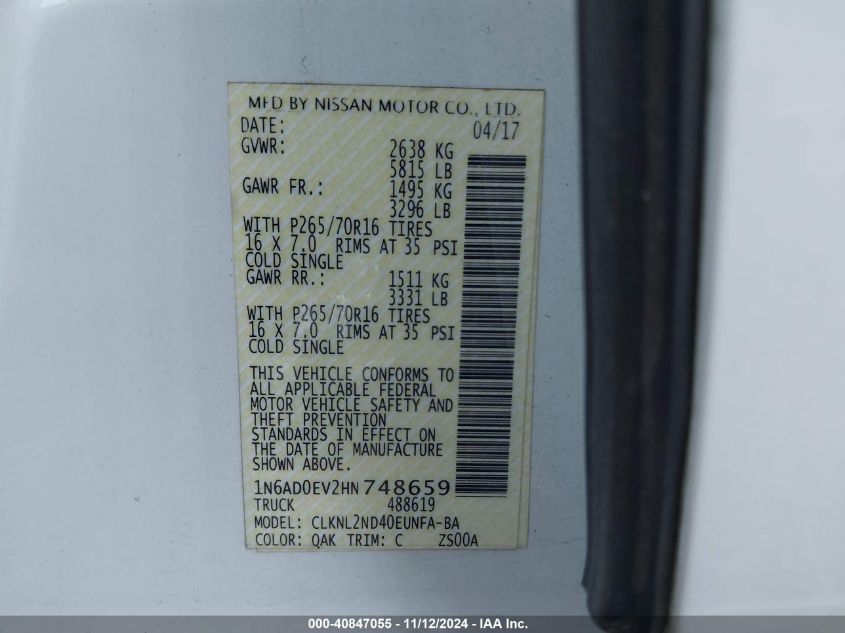 MFD BY NISSAN MOTOR CO., LTD.
DATE: 04/17
GVWR: 2638 KG
5815 LB
GAWR FR.: 1495 KG
3296 LB
WITH P265/70R16 TIRES
16 X 7.0 RIMS AT 35 PSI
COLD SINGLE
GAWR RR.: 1511 KG
3331 LB
WITH P265/70R16 TIRES
16 X 7.0 RIMS AT 35 PSI
COLD SINGLE
THIS VEHICLE CONFORMS TO
ALL APPLICABLE FEDERAL
MOTOR VEHICLE SAFETY AND
THEFT PREVENTION
STANDARDS IN EFFECT ON
THE DATE OF MANUFACTURE
SHOWN ABOVE.
1N6AD0EV2HN748659
TRUCK 488619
MODEL: CLKNL2ND40EUNFA-BA
COLOR: QAK TRIM: C ZS00A
000-40847055 - 11/12/2024 - IAA Inc.